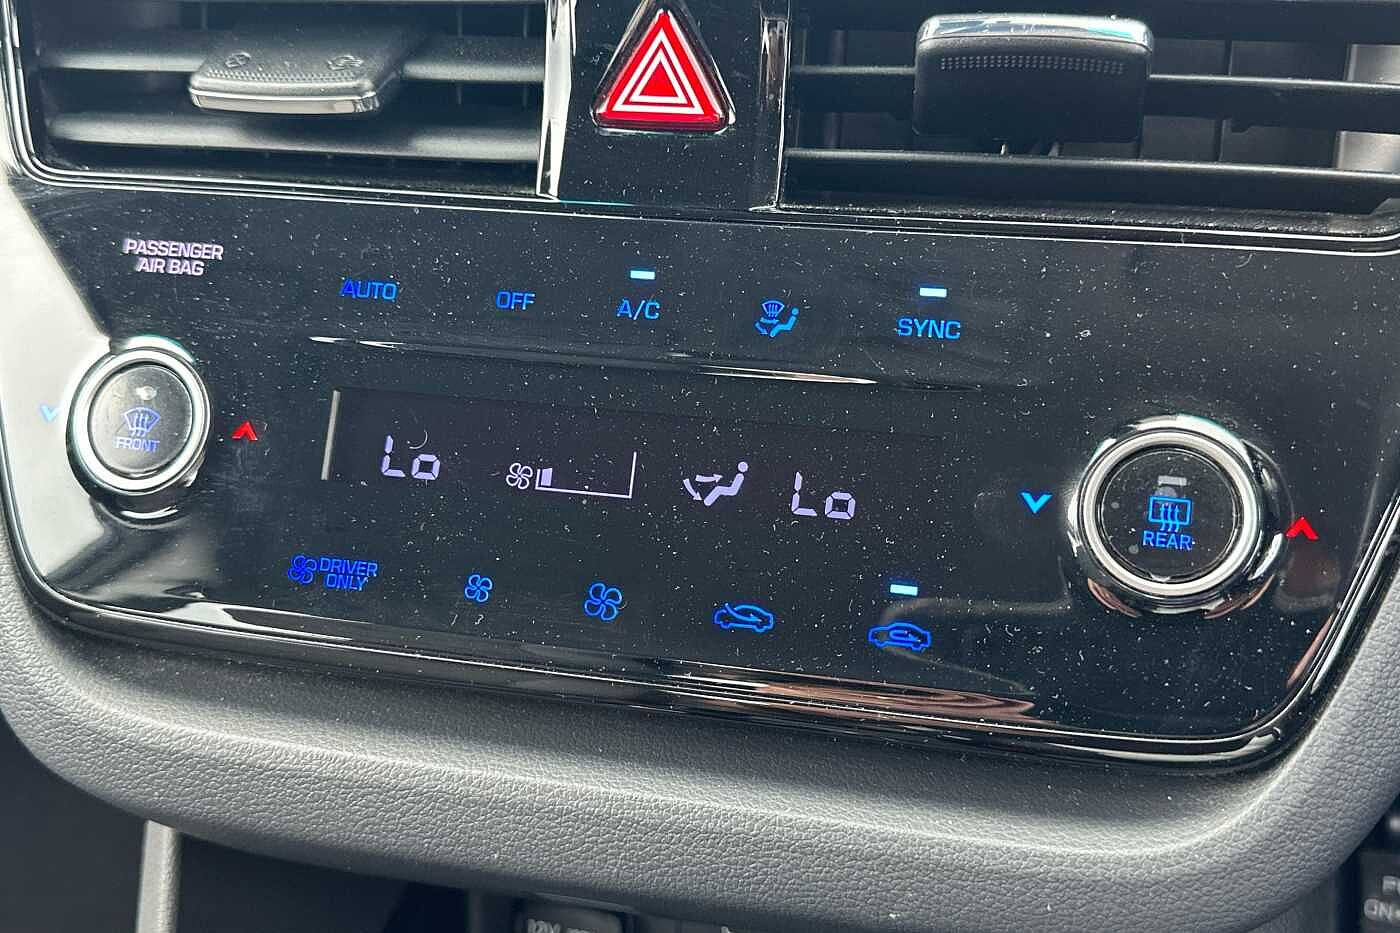 PASSENGER
AIR BAG
AUTO
OFF
A/C
SYNC
FRONT
Lo
Lo
REAR
DRIVER
ONLY